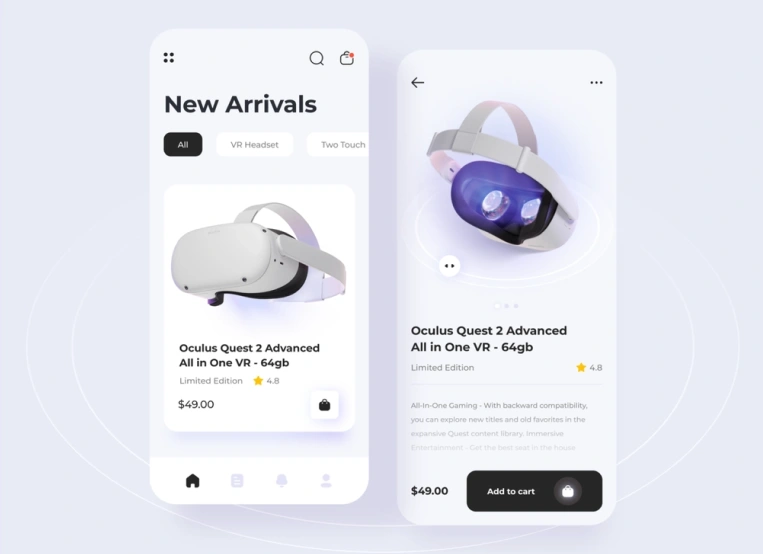 New Arrivals
All
VR Headset
Two Touch
Oculus Quest 2 Advanced
All in One VR - 64gb
Limited Edition
4.8
$49.00
Oculus Quest 2 Advanced
All in One VR - 64gb
Limited Edition
4.8
All-In-One Gaming - With backward compatibility,
you can explore new titles and old favorites in the
expansive Quest content library. Immersive
Entertainment - Get the best seat in the house
$49.00
Add to cart